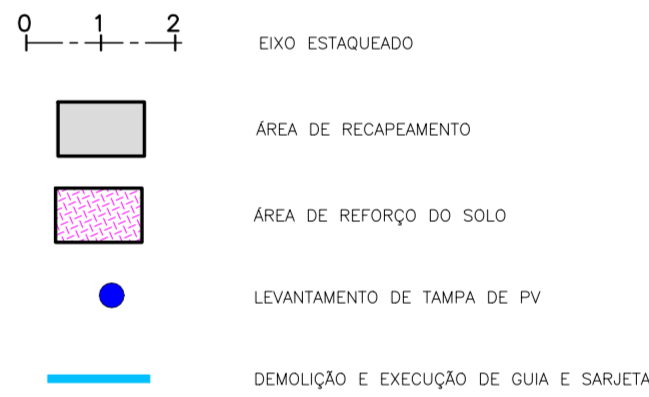 0 1 2
EIXO ESTAQUEADO
ÁREA DE RECAPEAMENTO
ÁREA DE REFORÇO DO SOLO
LEVANTAMENTO DE TAMPA DE PV
DEMOLIÇÃO E EXECUÇÃO DE GUIA E SARJETA